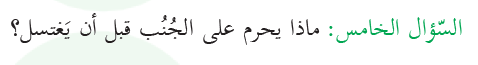 السّؤال الخامس: ماذا يحرم على الجُنُب قبل أن يَغتسل؟